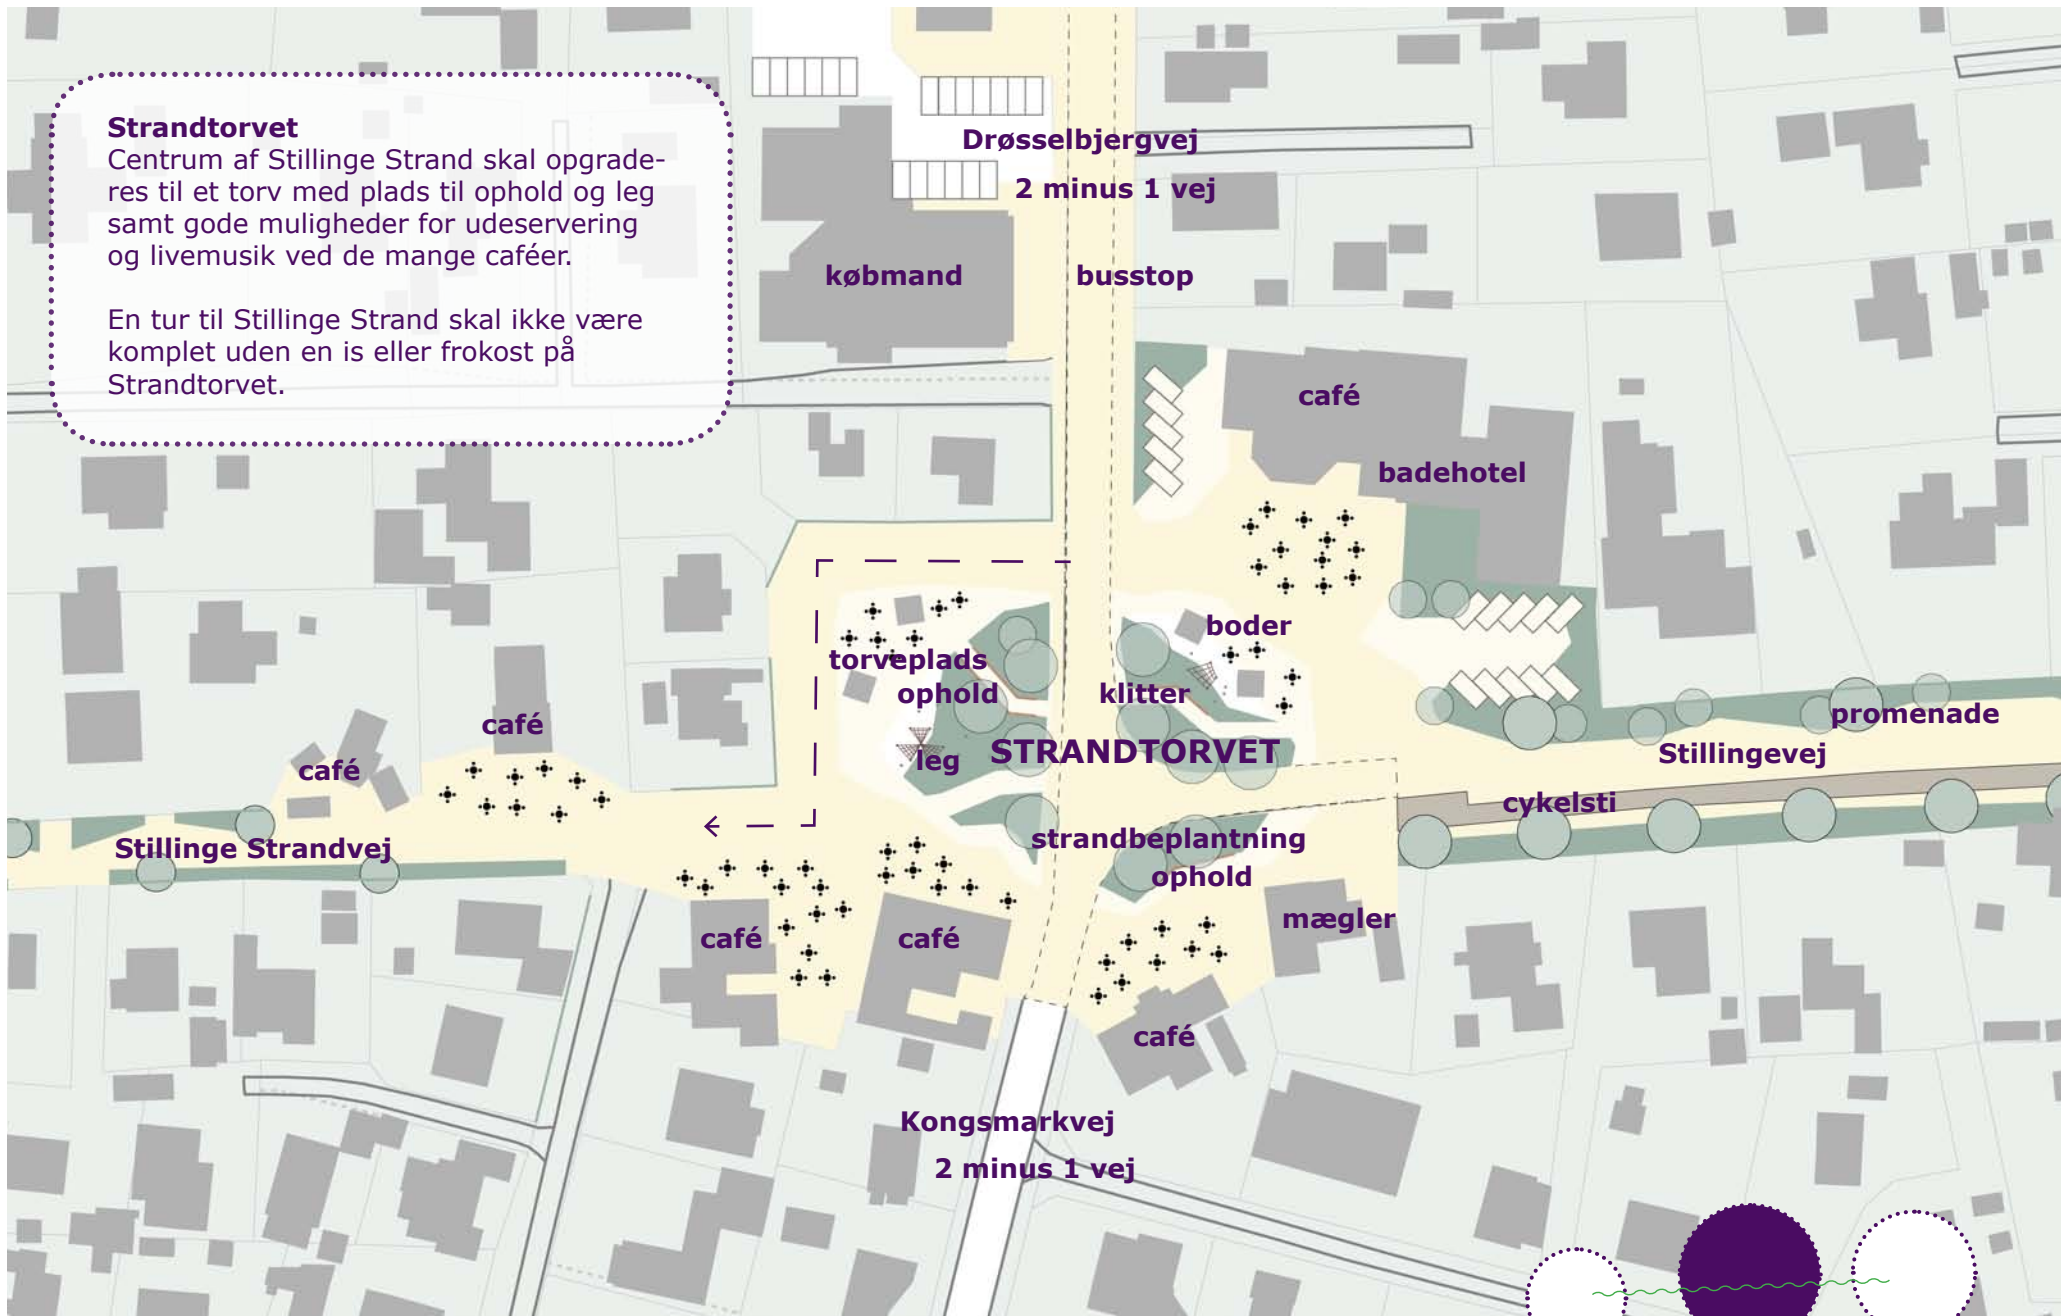 Strandtorvet
Centrum af Stillinge Strand skal opgrade-
res til et torv med plads til ophold og leg
samt gode muligheder for udeservering
og livemusik ved de mange caféer.
En tur til Stillinge Strand skal ikke være
komplet uden en is eller frokost på
Strandtorvet.
Drøsselbjergvej
2 minus 1 vej
købmand
busstop
café
badehotel
boder
torveplads
ophold
klitter
promenade
café
STRANDTORVET
Stillingevej
leg
café
cykelsti
strandbeplantning
Stillinge Strandvej
ophold
mægler
café
café
café
Kongsmarkvej
2 minus 1 vej